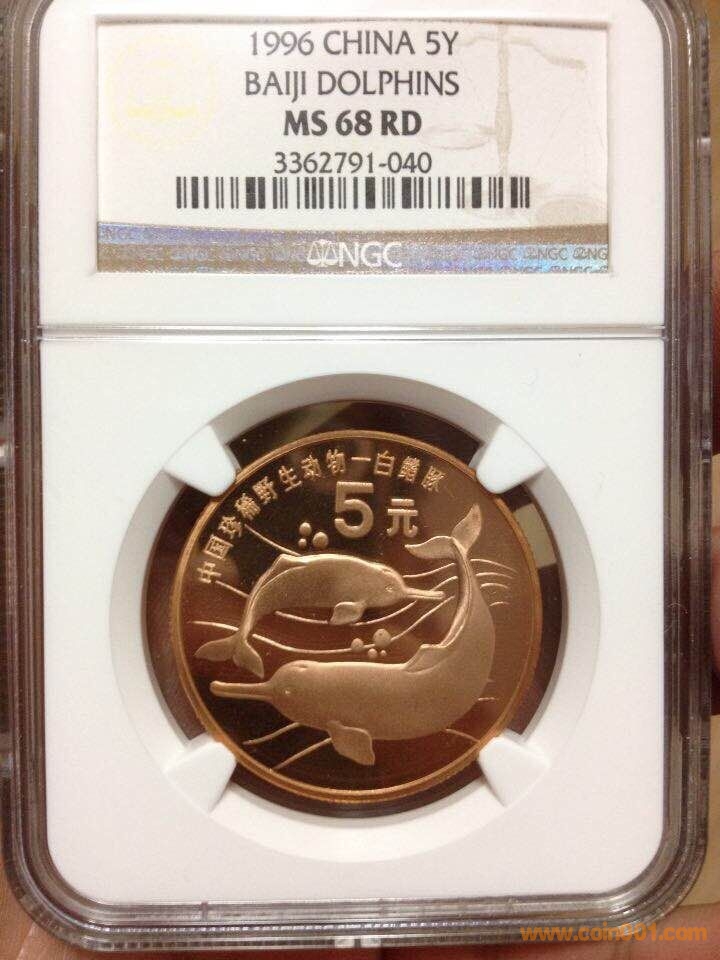 1996 CHINA 5Y
BAIJI DOLPHINS
MS 68 RD
3362791-040
NGC
中国珍稀野生动物—白鱀豚
5元
www.coin001.com